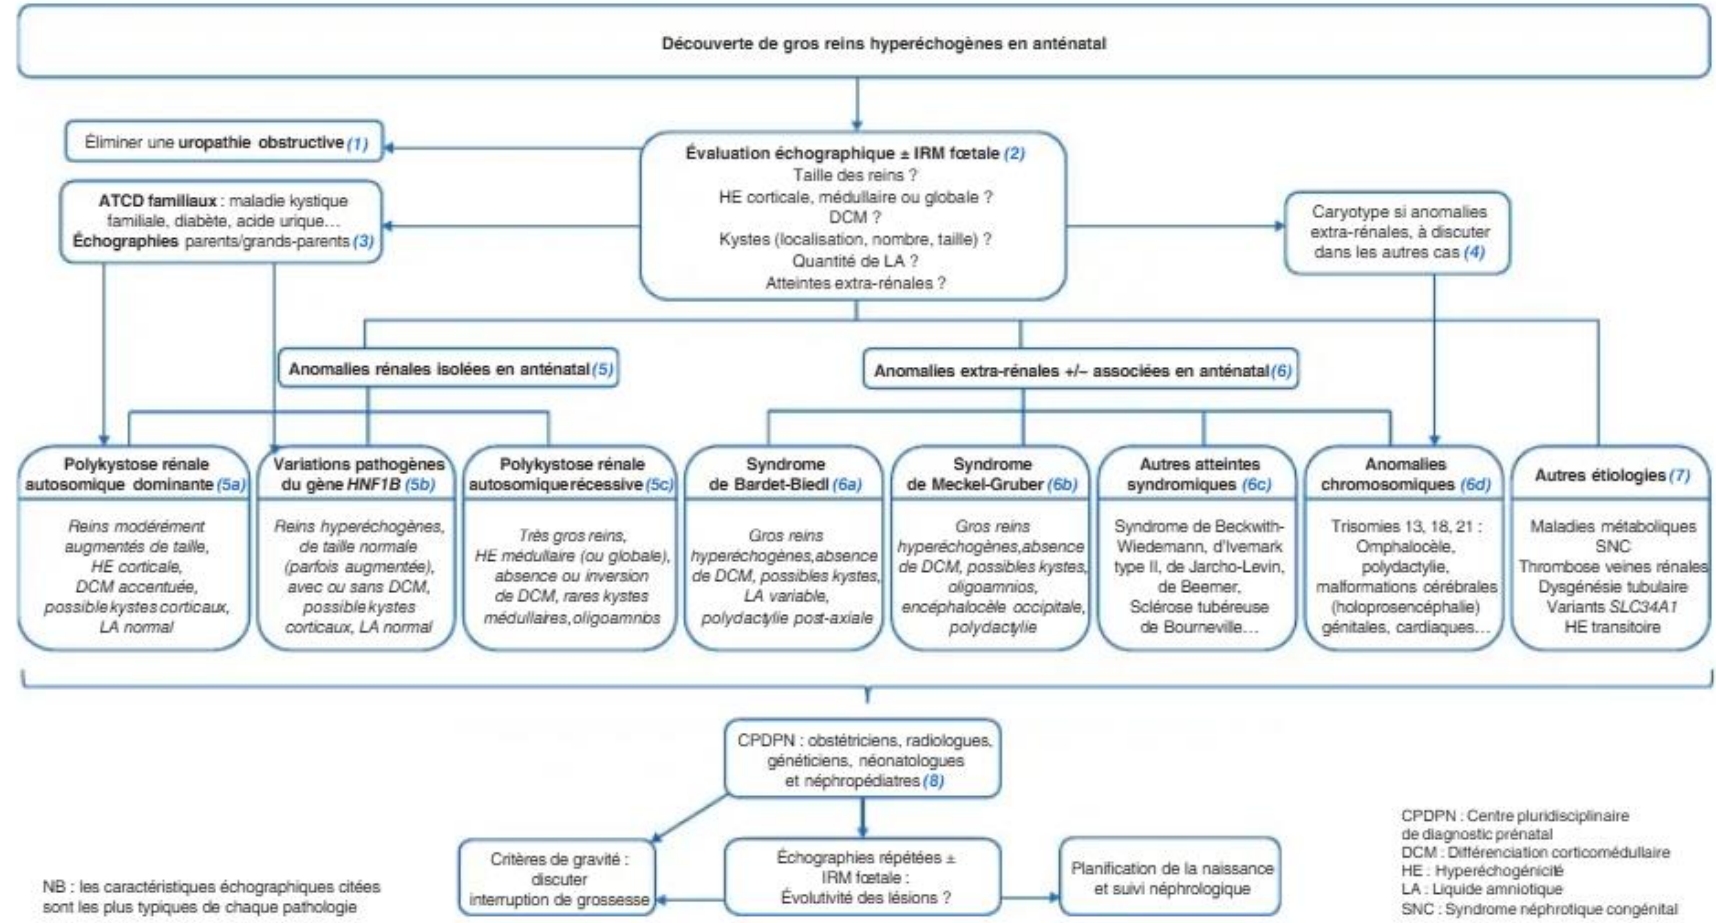 Découverte de gros reins hyperéchogènes en anténatal
Éliminer une uropathie obstructive (1)
Évaluation échographique ± IRM fœtale (2)
Taille des reins ?
HE corticale, médullaire ou globale ?
DCM ?
Kystes (localisation, nombre, taille) ?
Quantité de LA ?
Atteintes extra-rénales ?
ATCD familiaux : maladie kystique
familiale, diabète, acide urique...
Échographies parents/grands-parents (3)
Caryotype si anomalies
extra-rénales, à discuter
dans les autres cas (4)
Anomalies rénales isolées en anténatal (5)
Anomalies extra-rénales +/– associées en anténatal (6)
Polykystose rénale
autosomique dominante (5a)
Reins modérément
augmentés de taille,
HE corticale,
DCM accentuée,
possible kystes corticaux,
LA normal
Variations pathogènes
du gène HNF1B (5b)
Reins hyperéchogènes,
de taille normale
(parfois augmentée),
avec ou sans DCM,
possible kystes
corticaux, LA normal
Polykystose rénale
autosomique récessive (5c)
Très gros reins,
HE médullaire (ou globale),
absence ou inversion
de DCM, rares kystes
médullaires, oligoamnios
Syndrome
de Bardet-Biedl (6a)
Gros reins
hyperéchogènes, absence
de DCM, possibles kystes,
LA variable,
polydactylie post-axiale
Syndrome
de Meckel-Gruber (6b)
Gros reins
hyperéchogènes, absence
de DCM, possibles kystes,
oligoamnios,
encéphalocèle occipitale,
polydactylie
Autres atteintes
syndromiques (6c)
Syndrome de Beckwith-
Wiedemann, d'Ivemark
type II, de Jarcho-Levin,
de Beemer,
Sclérose tubéreuse
de Bourneville...
Anomalies
chromosomiques (6d)
Trisomies 13, 18, 21 :
Omphalocèle,
polydactylie,
malformations cérébrales
(holoprosencéphalie)
génitales, cardiaques...
Autres étiologies (7)
Maladies métaboliques
SNC
Thrombose veines rénales
Dysgénésie tubulaire
Variants SLC34A1
HE transitoire
CPDPN : obstétriciens, radiologues,
généticiens, néonatologues
et néphropédiatres (8)
Critères de gravité :
discuter
interruption de grossesse
Échographies répétées ±
IRM fœtale :
Évolutivité des lésions ?
Planification de la naissance
et suivi néphrologique
NB : les caractéristiques échographiques citées
sont les plus typiques de chaque pathologie
CPDPN : Centre pluridisciplinaire
de diagnostic prénatal
DCM : Différenciation corticomédullaire
HE : Hyperéchogénicité
LA : Liquide amniotique
SNC : Syndrome néphrotique congénital